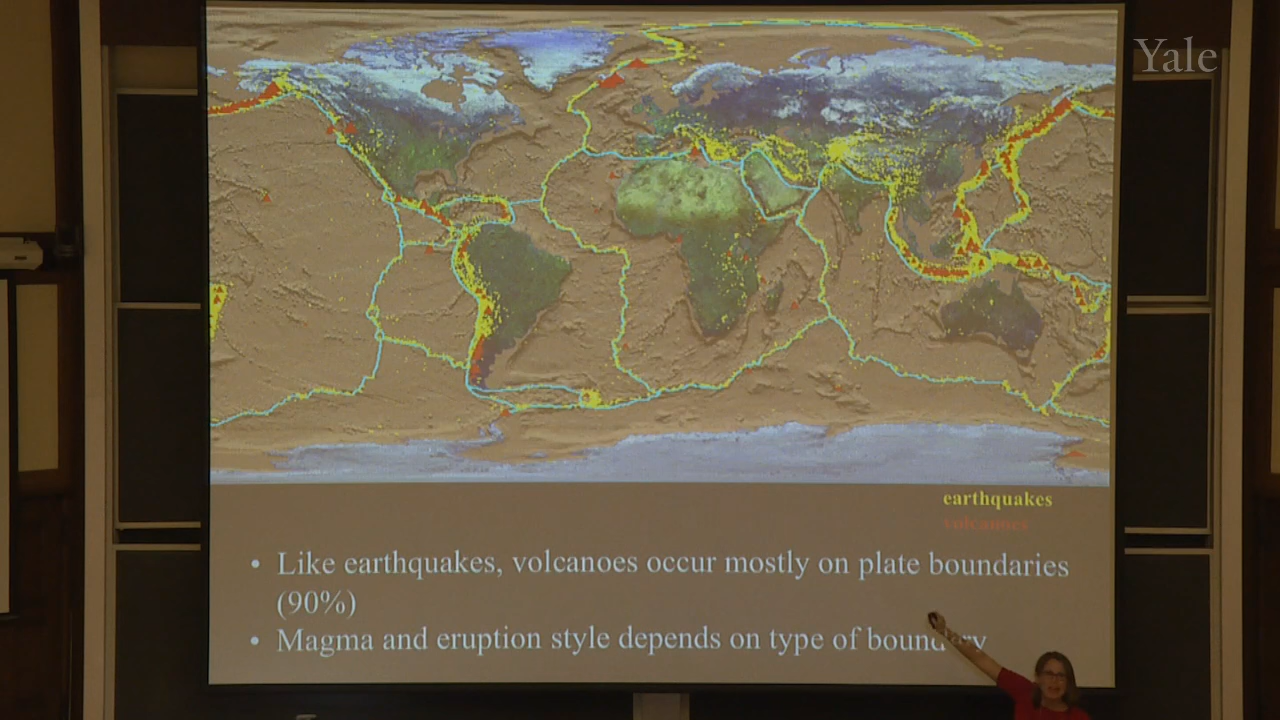 Yale
earthquakes
volcanoes
• Like earthquakes, volcanoes occur mostly on plate boundaries
(90%)
• Magma and eruption style depends on type of boundary